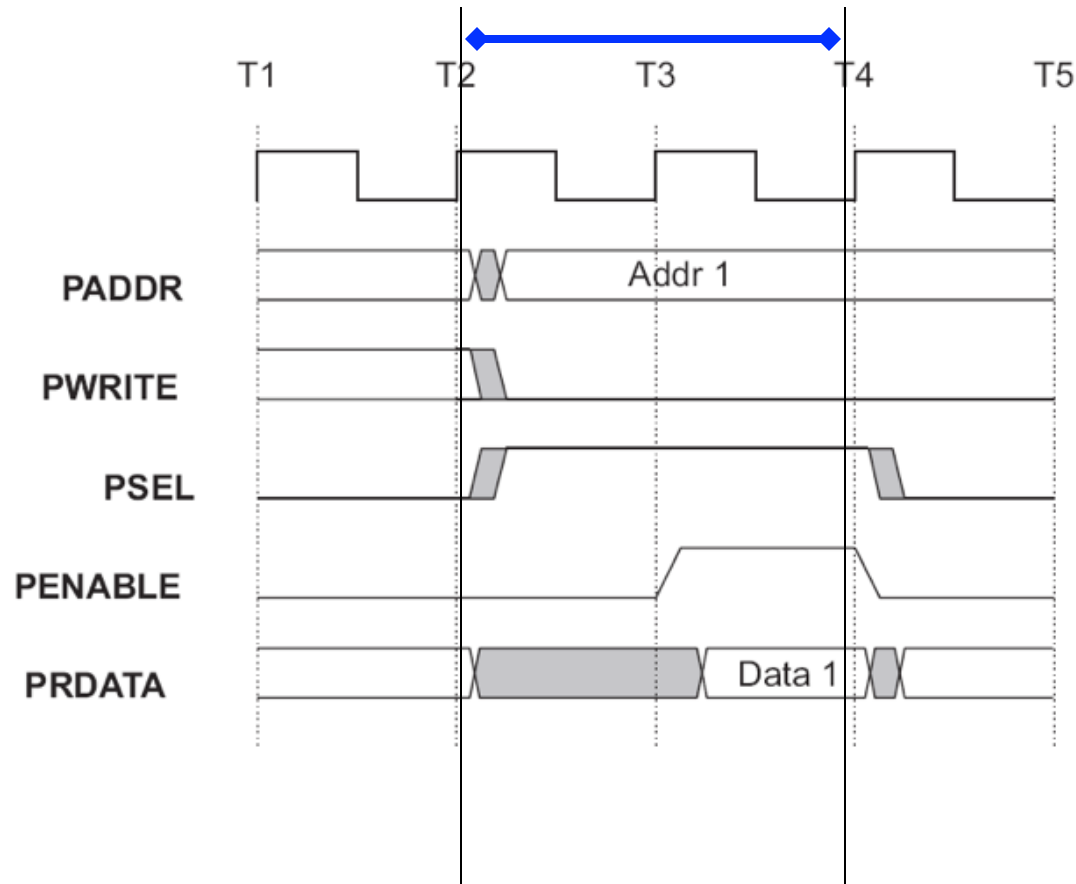 T1 T2 T3 T4 T5
PADDR Addr 1
PWRITE
PSEL
PENABLE
PRDATA Data 1